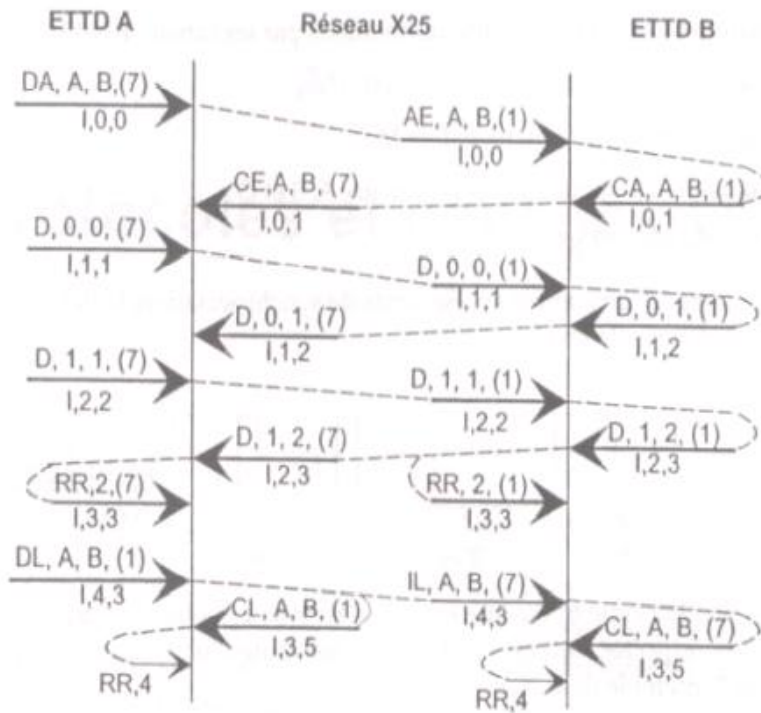 ETTD A
Réseau X25
ETTD B
DA, A, B,(7)
I,0,0
AE, A, B,(1)
I,0,0
CE,A, B, (7)
I,0,1
CA, A, B, (1)
I,0,1
D, 0, 0, (7)
I,1,1
D, 0, 0, (1)
I,1,1
D, 0, 1, (7)
I,1,2
D, 0, 1, (1)
I,1,2
D, 1, 1, (7)
I,2,2
D, 1, 1, (1)
I,2,2
D, 1, 2, (7)
I,2,3
D, 1, 2, (1)
I,2,3
RR,2,(7)
I,3,3
RR, 2, (1)
I,3,3
DL, A, B, (1)
I,4,3
IL, A, B, (7)
I,4,3
CL, A, B, (1)
I,3,5
CL, A, B, (7)
I,3,5
RR,4
RR,4